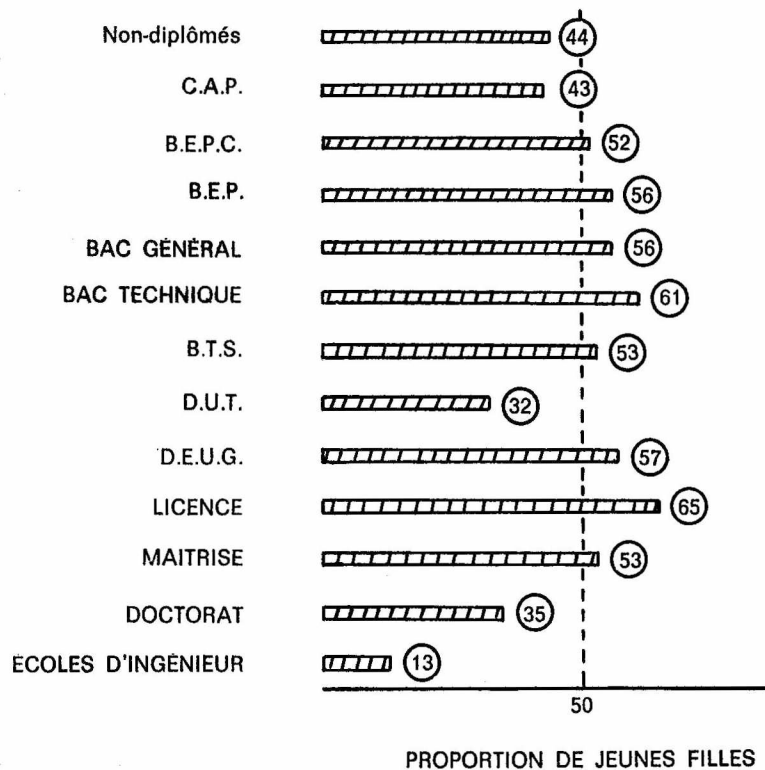 Non-diplômés 44
C.A.P. 43
B.E.P.C. 52
B.E.P. 56
BAC GÉNÉRAL 56
BAC TECHNIQUE 61
B.T.S. 53
D.U.T. 32
D.E.U.G. 57
LICENCE 65
MAITRISE 53
DOCTORAT 35
ECOLES D'INGÉNIEUR 13
50
PROPORTION DE JEUNES FILLES